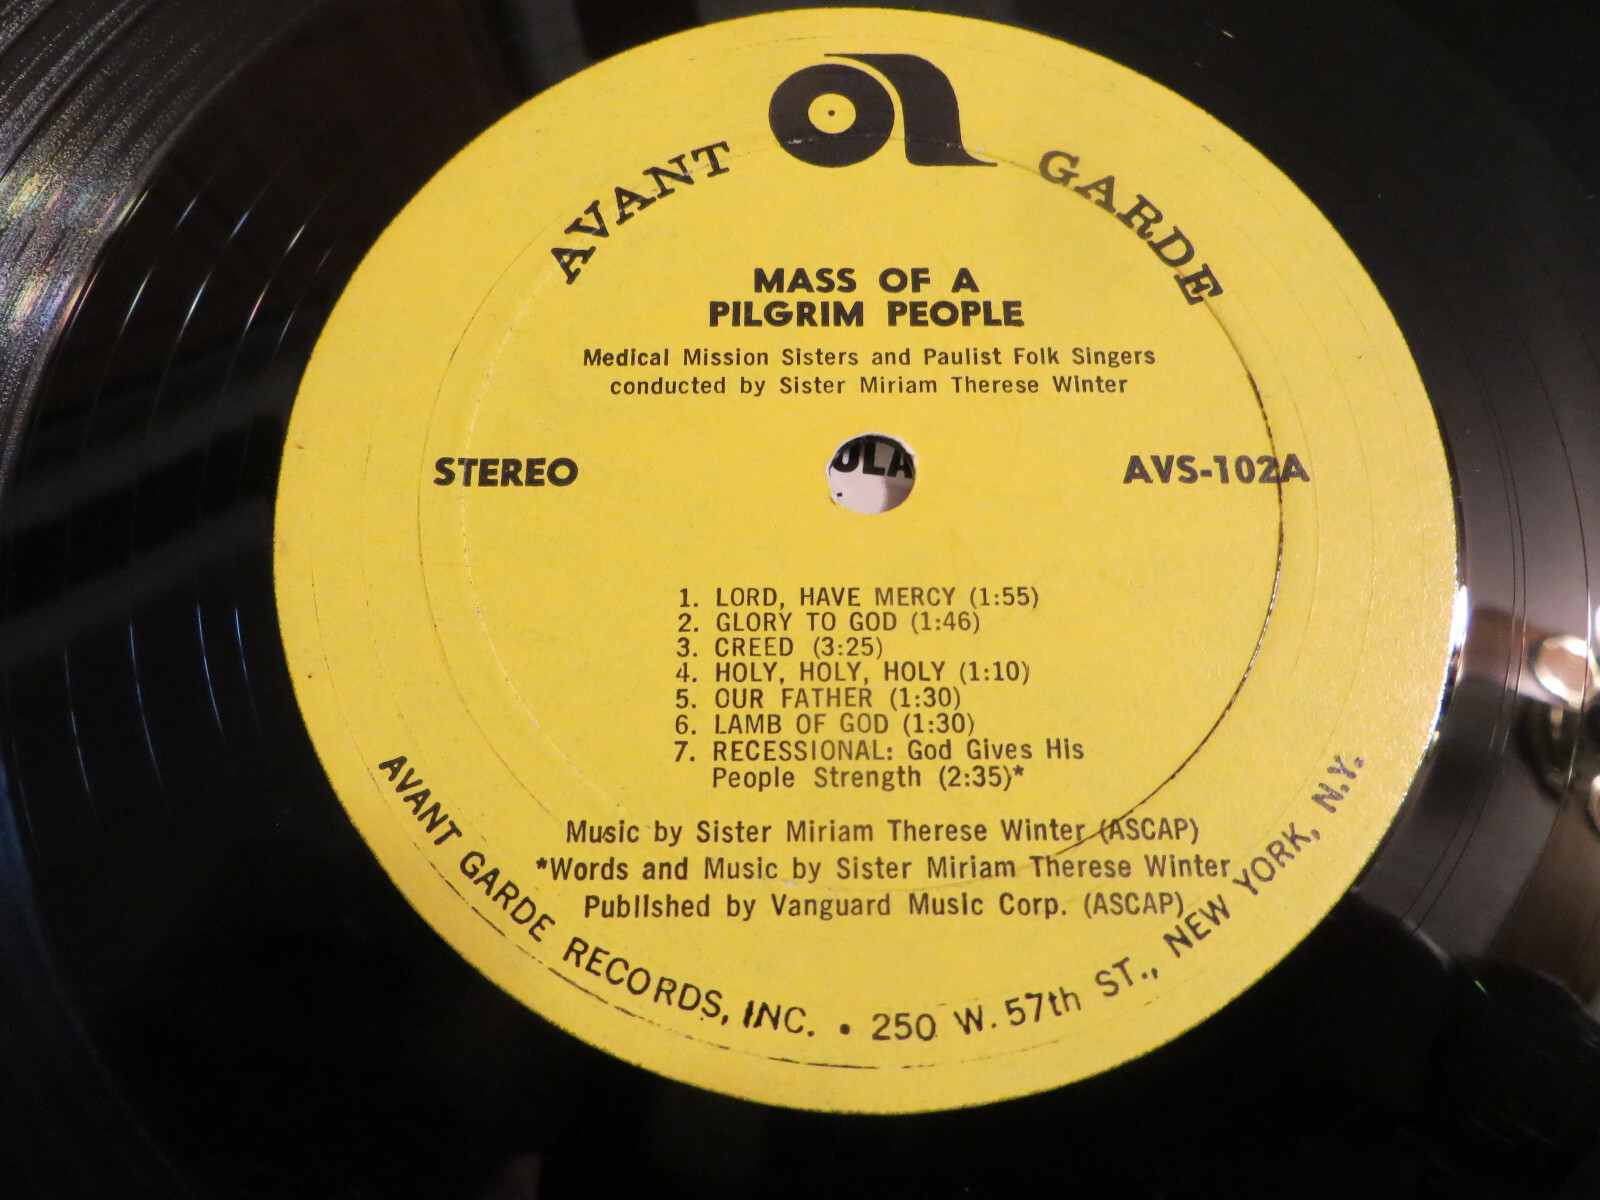 AVANT GARDE
MASS OF A
PILGRIM PEOPLE
Medical Mission Sisters and Paulist Folk Singers
conducted by Sister Miriam Therese Winter
STEREO
AVS-102A
OLA
1. LORD, HAVE MERCY (1:55)
2. GLORY TO GOD (1:46)
3. CREED (3:25)
4. HOLY, HOLY, HOLY (1:10)
5. OUR FATHER (1:30)
6. LAMB OF GOD (1:30)
7. RECESSIONAL: God Gives His
People Strength (2:35)*
Music by Sister Miriam Therese Winter (ASCAP)
*Words and Music by Sister Miriam Therese Winter
Published by Vanguard Music Corp. (ASCAP)
AVANT GARDE RECORDS, INC. • 250 W. 57th ST., NEW YORK, N.Y.